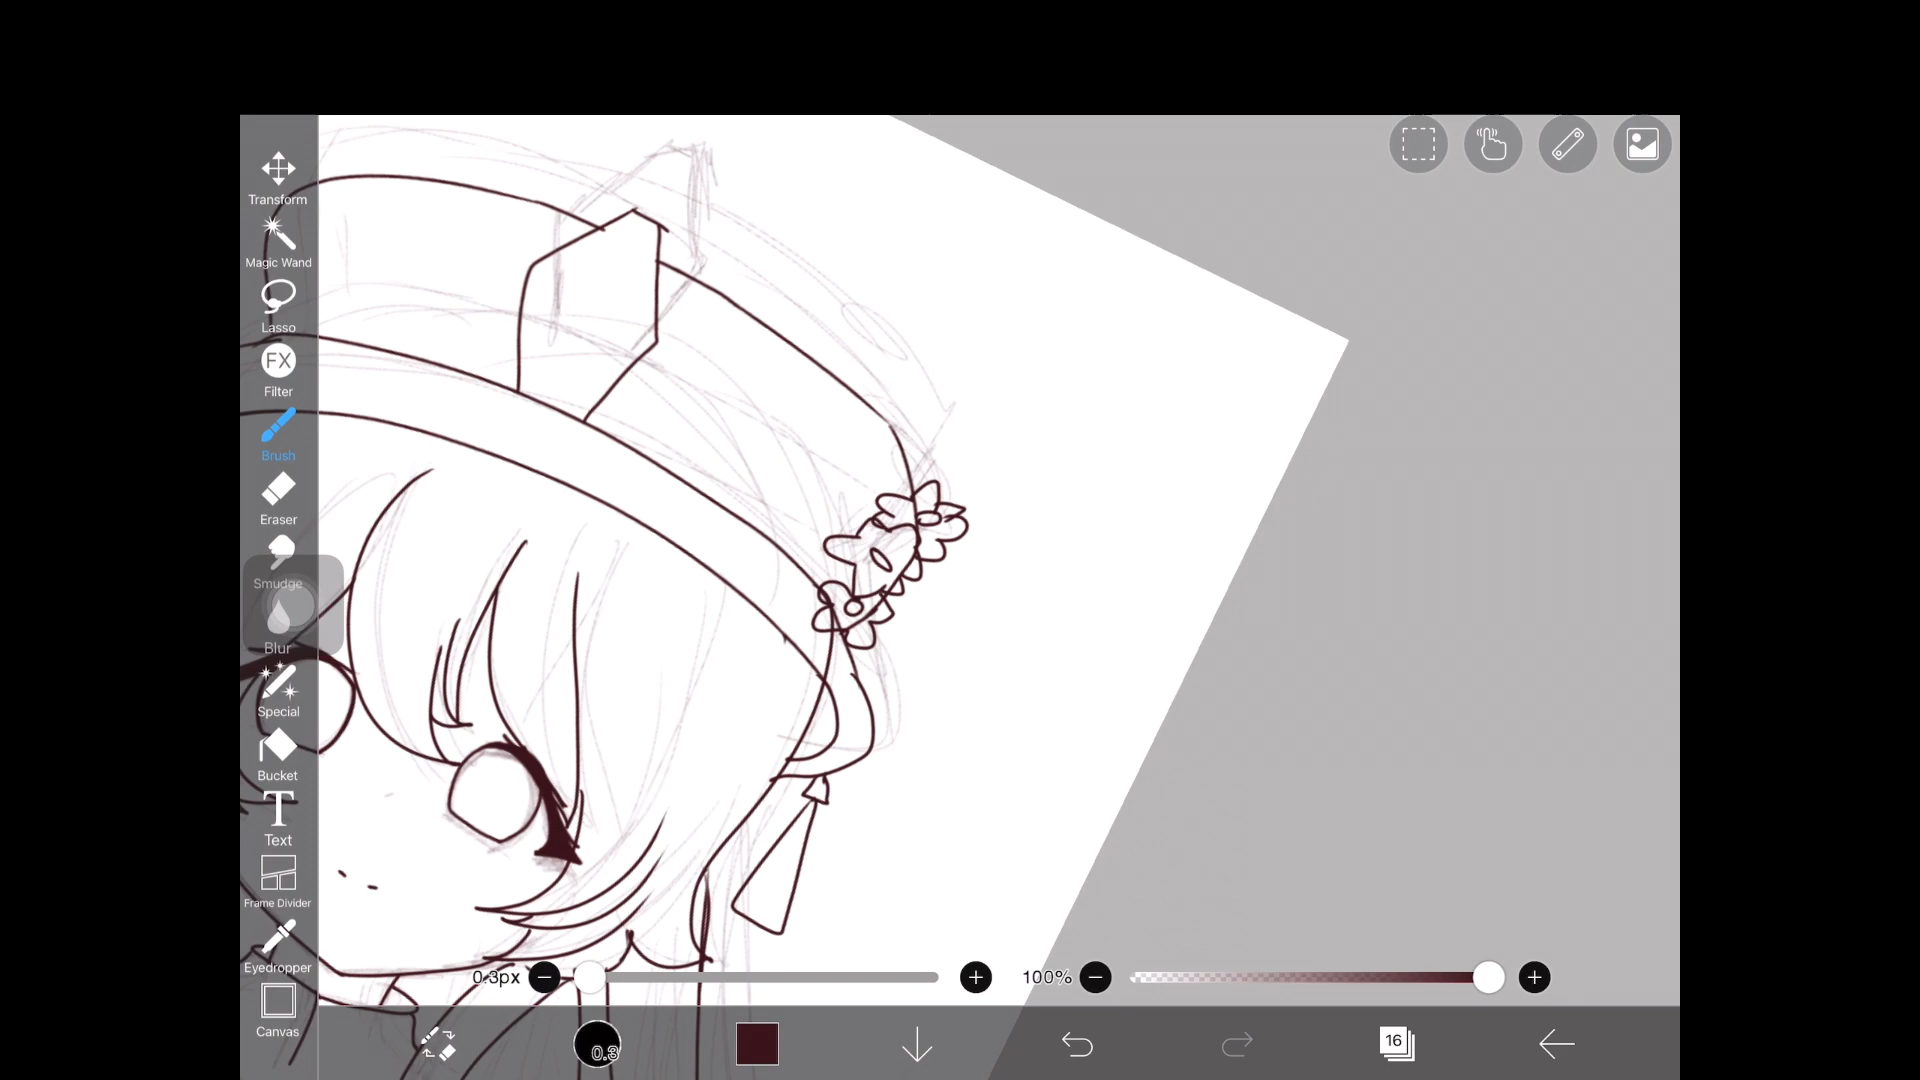 Transform
Magic Wand
Lasso
FX
Filter
Brush
Eraser
Smudge
Blur
Special
Bucket
T
Text
Frame Divider
Eyedropper
Canvas
0.3px
100%
0.3
16